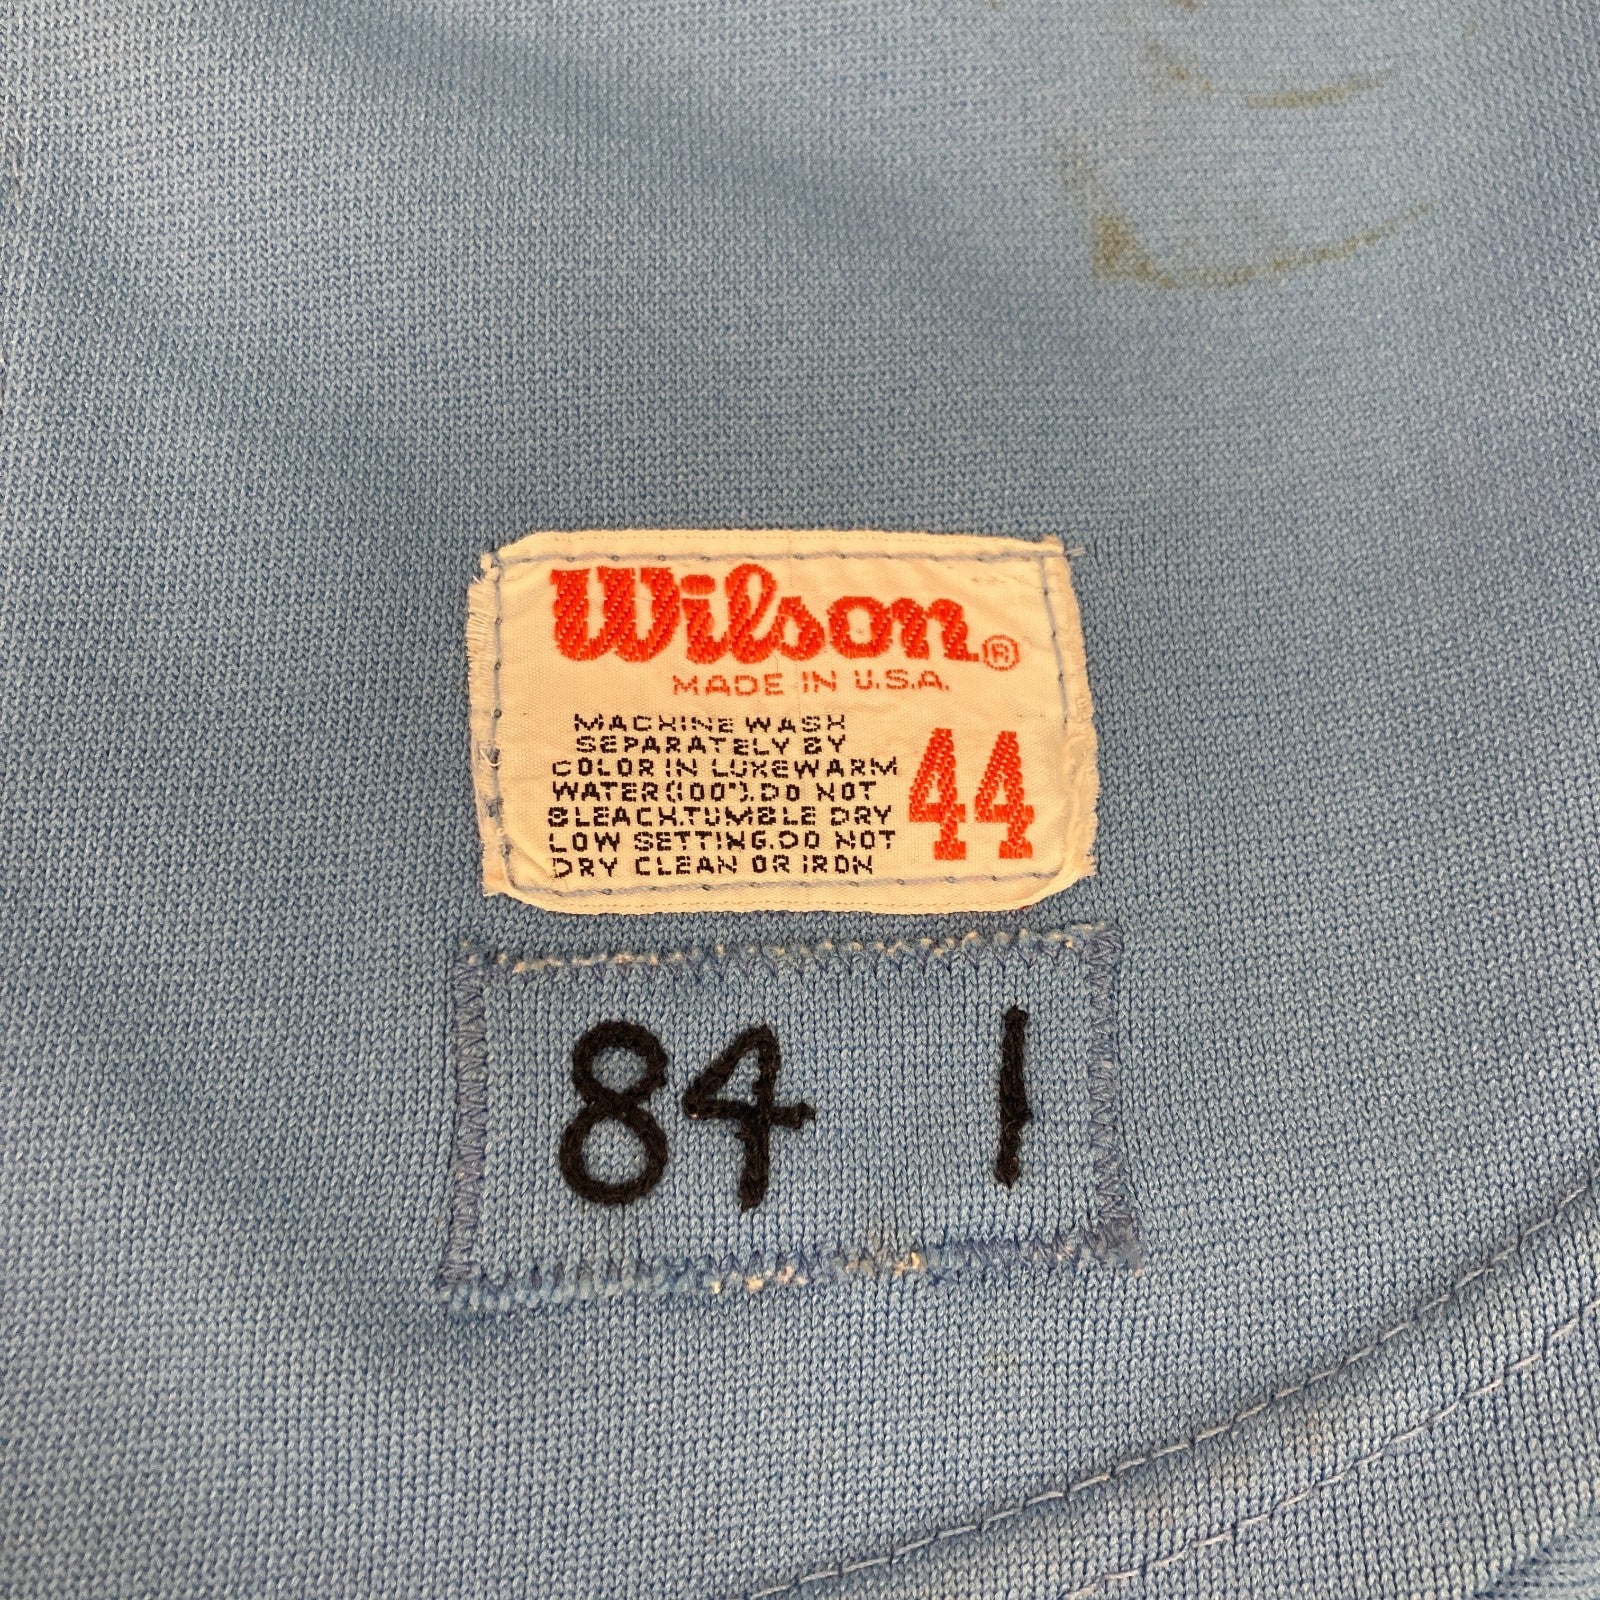 Wilson®
MADE IN U.S.A.
MACHINE WASH
SEPARATELY BY
COLOR IN LUKEWARM
WATER (100°). DO NOT
BLEACH. TUMBLE DRY
LOW SETTING. DO NOT
DRY CLEAN OR IRON
44
84 1